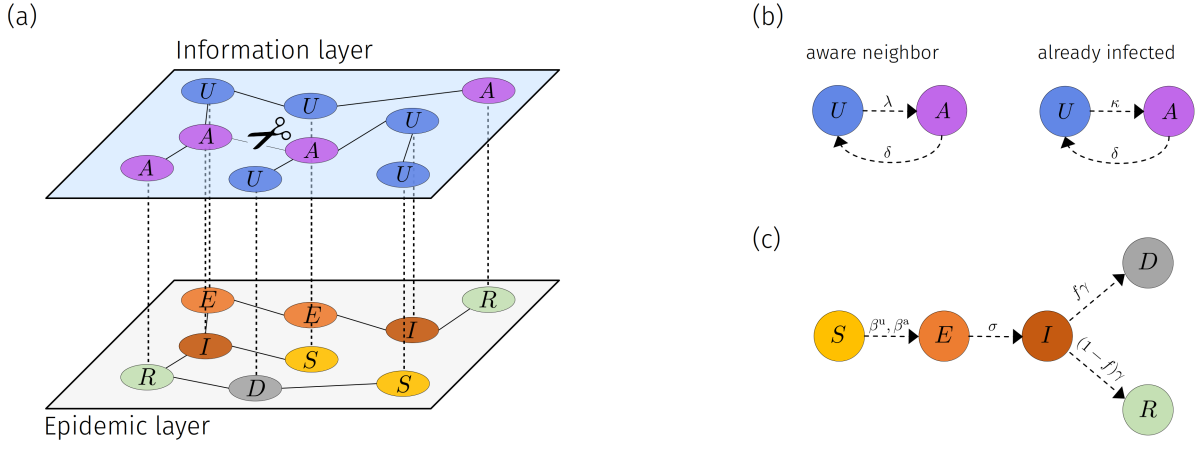 (a)
Information layer
U
U
A
U
A
A
A
U
U
E
E
R
I
I
S
R
D
S
Epidemic layer
(b)
aware neighbor
already infected
U λ A
δ
U κ A
δ
(c)
D
fγ
S βᵘ, βᵃ E σ I
(1 − f)γ
R